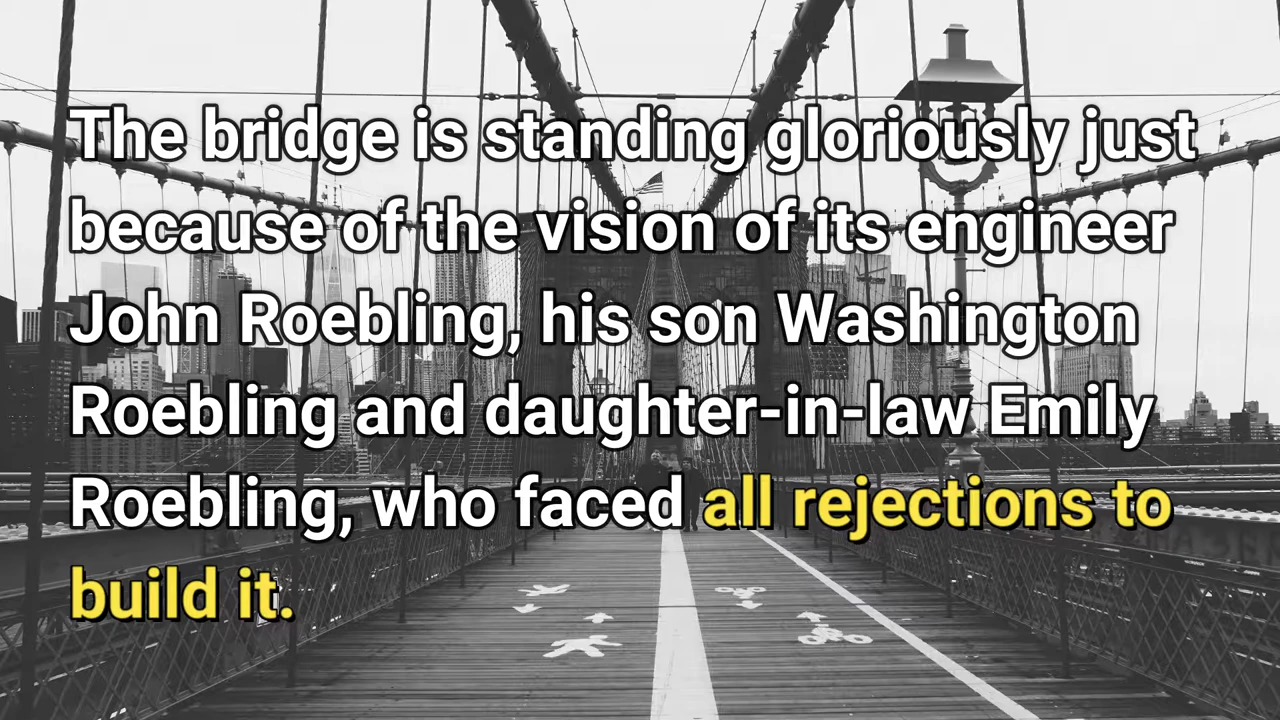 The bridge is standing gloriously just
because of the vision of its engineer
John Roebling, his son Washington
Roebling and daughter-in-law Emily
Roebling, who faced all rejections to
build it.